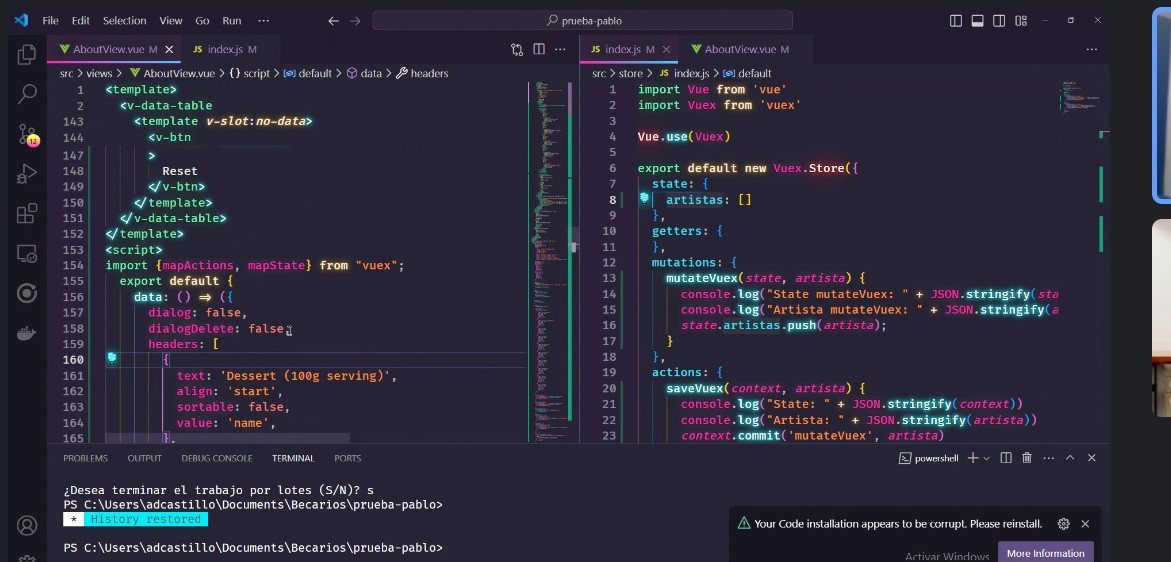 File Edit Selection View Go Run ··· prueba-pablo
AboutView.vue M index.js M
src > views > AboutView.vue > {} script > default > data > headers
1 <template>
2 <v-data-table
143 <template v-slot:no-data>
144 <v-btn
147 >
148 Reset
149 </v-btn>
150 </template>
151 </v-data-table>
152 </template>
153 <script>
154 import {mapActions, mapState} from "vuex";
155 export default {
156 data: () => ({
157 dialog: false,
158 dialogDelete: false,
159 headers: [
160 {
161 text: 'Dessert (100g serving)',
162 align: 'start',
163 sortable: false,
164 value: 'name',
165 },
index.js M AboutView.vue M
src > store > JS index.js > default
1 import Vue from 'vue'
2 import Vuex from 'vuex'
3
4 Vue.use(Vuex)
5
6 export default new Vuex.Store({
7 state: {
8 artistas: []
9 },
10 getters: {
11 },
12 mutations: {
13 mutateVuex(state, artista) {
14 console.log("State mutateVuex: " + JSON.stringify(sta
15 console.log("Artista mutateVuex: " + JSON.stringify(a
16 state.artistas.push(artista);
17 }
18 },
19 actions: {
20 saveVuex(context, artista) {
21 console.log("State: " + JSON.stringify(context))
22 console.log("Artista: " + JSON.stringify(artista))
23 context.commit('mutateVuex', artista)
12
PROBLEMS OUTPUT DEBUG CONSOLE TERMINAL PORTS powershell
¿Desea terminar el trabajo por lotes (S/N)? s
PS C:\Users\adcastillo\Documents\Becarios\prueba-pablo>
* History restored
PS C:\Users\adcastillo\Documents\Becarios\prueba-pablo>
Your Code installation appears to be corrupt. Please reinstall.
Activar Windows
More Information